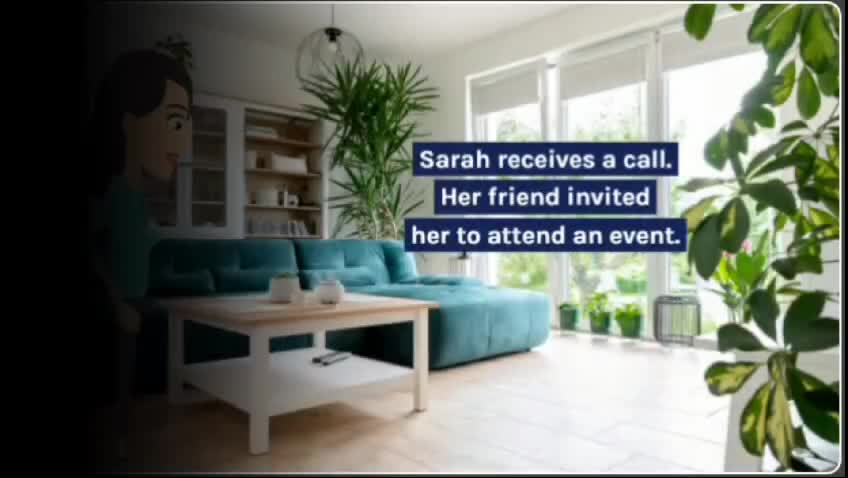 Sarah receives a call.
Her friend invited
her to attend an event.